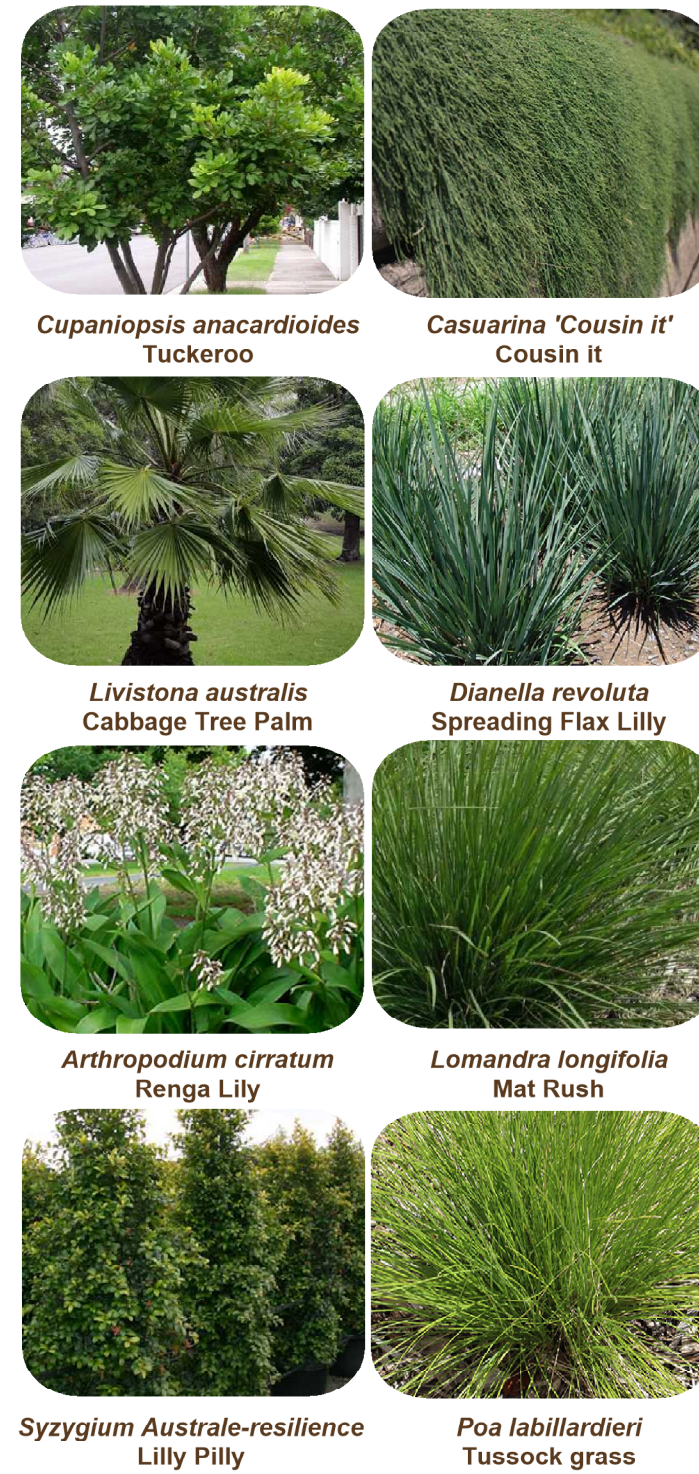 Cupaniopsis anacardioides
Tuckeroo
Casuarina 'Cousin it'
Cousin it
Livistona australis
Cabbage Tree Palm
Dianella revoluta
Spreading Flax Lilly
Arthropodium cirratum
Renga Lily
Lomandra longifolia
Mat Rush
Syzygium Australe-resilience
Lilly Pilly
Poa labillardieri
Tussock grass